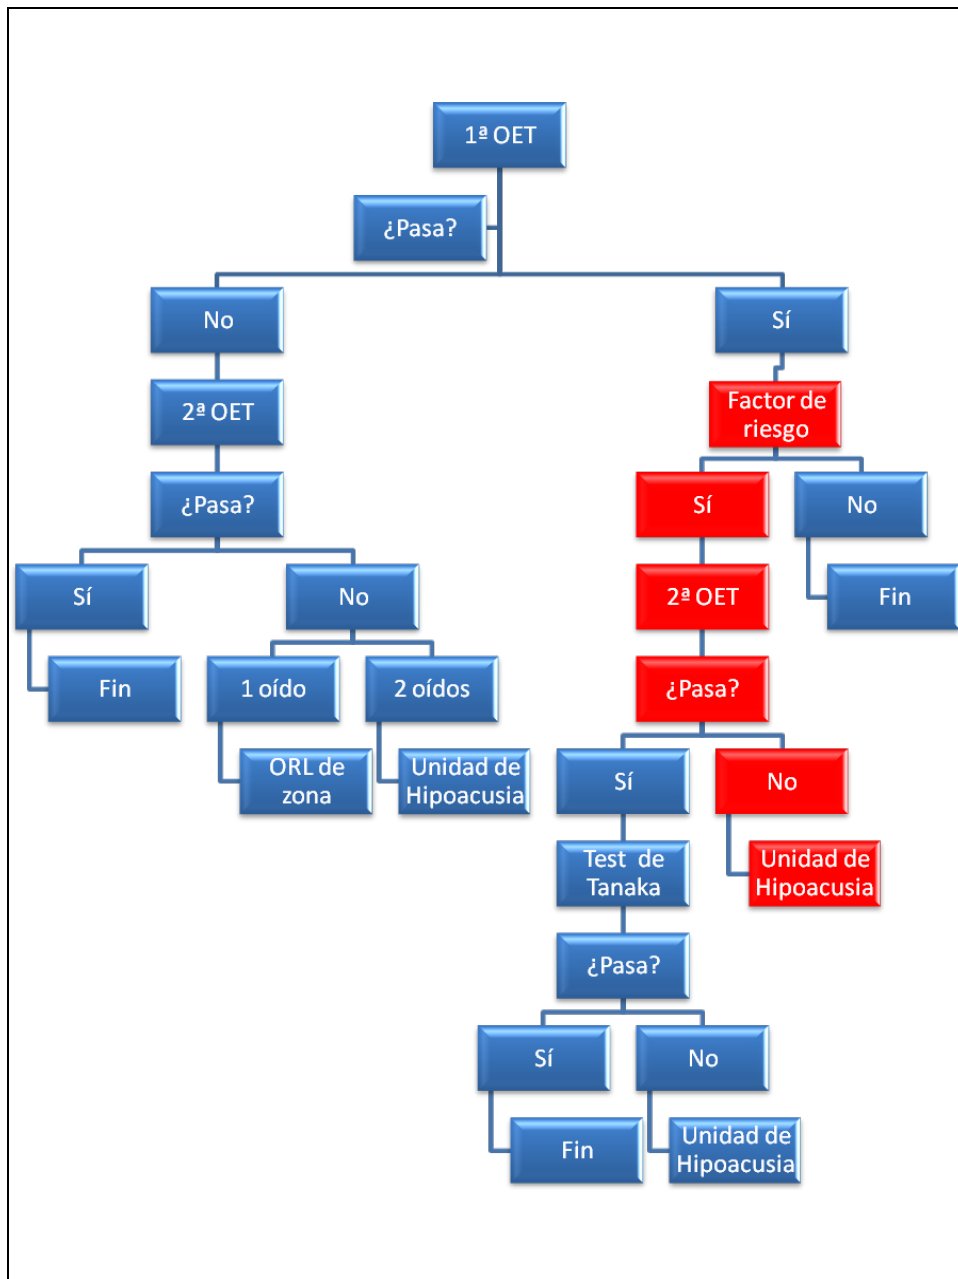 1ª OET
¿Pasa?
No
Sí
2ª OET
Factor de
riesgo
¿Pasa?
Sí
No
Sí
No
2ª OET
Fin
Fin
1 oído
2 oídos
¿Pasa?
ORL de
zona
Unidad de
Hipoacusia
Sí
No
Test de
Tanaka
Unidad de
Hipoacusia
¿Pasa?
Sí
No
Fin
Unidad de
Hipoacusia